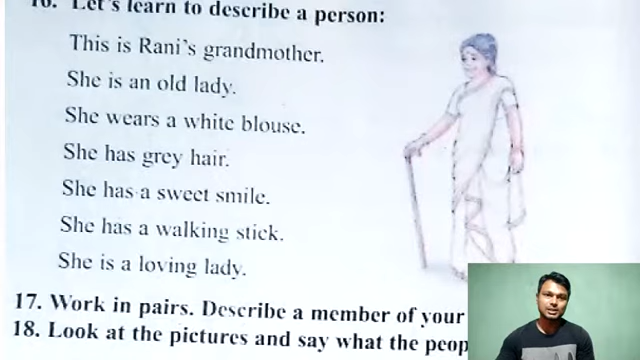 16. Let's learn to describe a person:
This is Rani's grandmother.
She is an old lady.
She wears a white blouse.
She has grey hair.
She has a sweet smile.
She has a walking stick.
She is a loving lady.
17. Work in pairs. Describe a member of your
18. Look at the pictures and say what the